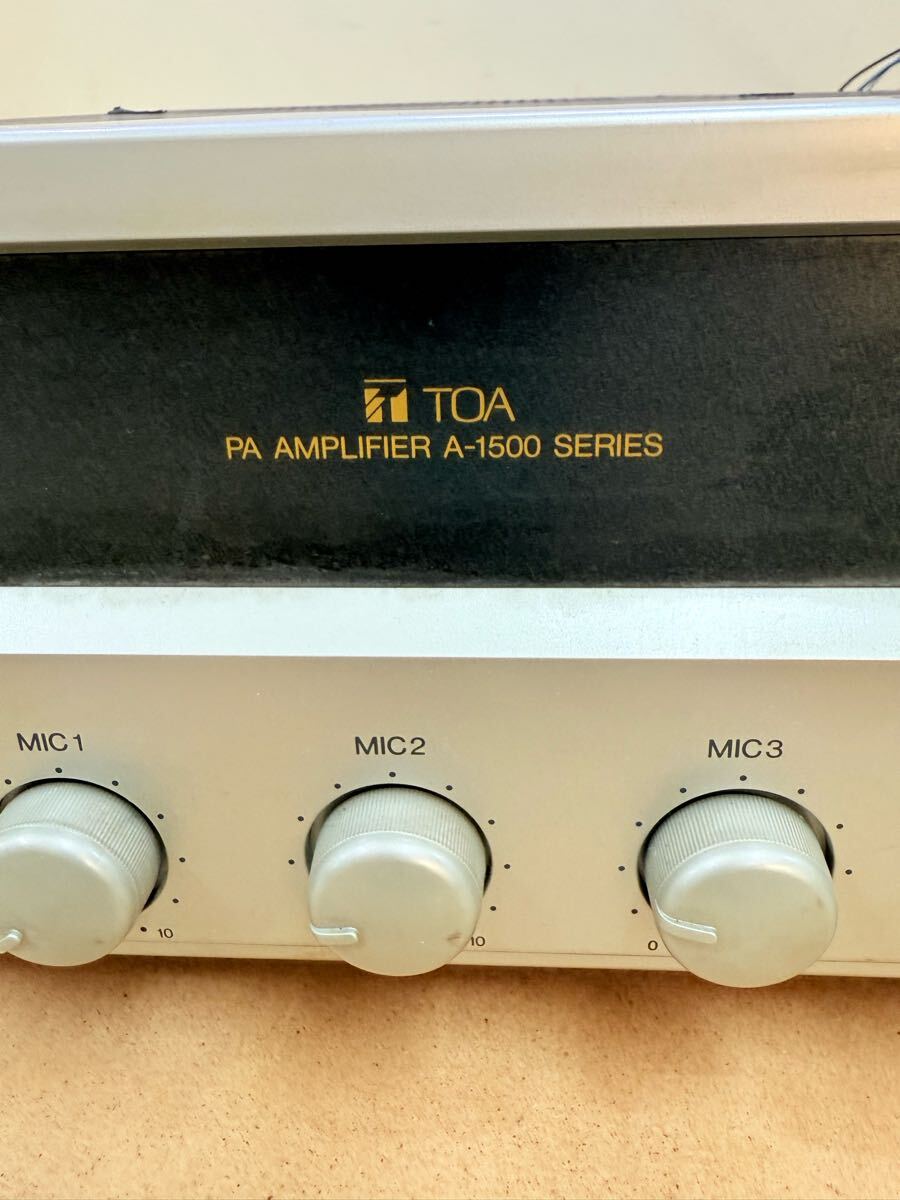 TOA
PA AMPLIFIER A-1500 SERIES
MIC1
MIC2
MIC3
10
10
0